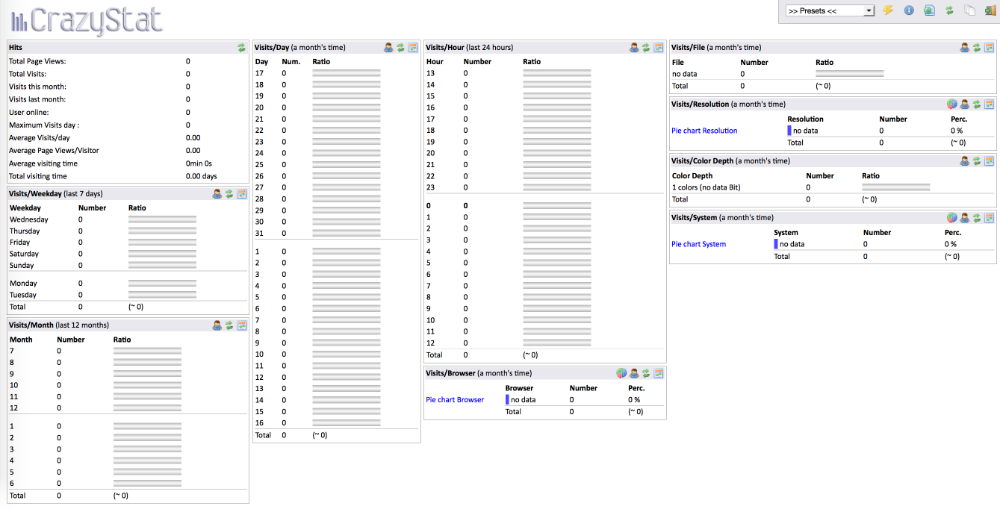 CrazyStat
>> Presets <<
Hits
Total Page Views: 0
Total Visits: 0
Visits this month: 0
Visits last month: 0
User online: 0
Maximum Visits day : 0
Average Visits/day 0.00
Average Page Views/Visitor 0.00
Average visiting time 0min 0s
Total visiting time 0.00 days
Visits/Weekday (last 7 days)
Weekday Number Ratio
Wednesday 0
Thursday 0
Friday 0
Saturday 0
Sunday 0
Monday 0
Tuesday 0
Total 0 (~ 0)
Visits/Month (last 12 months)
Month Number Ratio
7 0
8 0
9 0
10 0
11 0
12 0
1 0
2 0
3 0
4 0
5 0
6 0
Total 0 (~ 0)
Visits/Day (a month's time)
Day Num. Ratio
17 0
18 0
19 0
20 0
21 0
22 0
23 0
24 0
25 0
26 0
27 0
28 0
29 0
30 0
31 0
1 0
2 0
3 0
4 0
5 0
6 0
7 0
8 0
9 0
10 0
11 0
12 0
13 0
14 0
15 0
16 0
Total 0 (~ 0)
Visits/Hour (last 24 hours)
Hour Number Ratio
13 0
14 0
15 0
16 0
17 0
18 0
19 0
20 0
21 0
22 0
23 0
0 0
1 0
2 0
3 0
4 0
5 0
6 0
7 0
8 0
9 0
10 0
11 0
12 0
Total 0 (~ 0)
Visits/Browser (a month's time)
Browser Number Perc.
Pie chart Browser no data 0 0 %
Total 0 (~ 0)
Visits/File (a month's time)
File Number Ratio
no data 0
Total 0 (~ 0)
Visits/Resolution (a month's time)
Resolution Number Perc.
Pie chart Resolution no data 0 0 %
Total 0 (~ 0)
Visits/Color Depth (a month's time)
Color Depth Number Ratio
1 colors (no data Bit) 0
Total 0 (~ 0)
Visits/System (a month's time)
System Number Perc.
Pie chart System no data 0 0 %
Total 0 (~ 0)